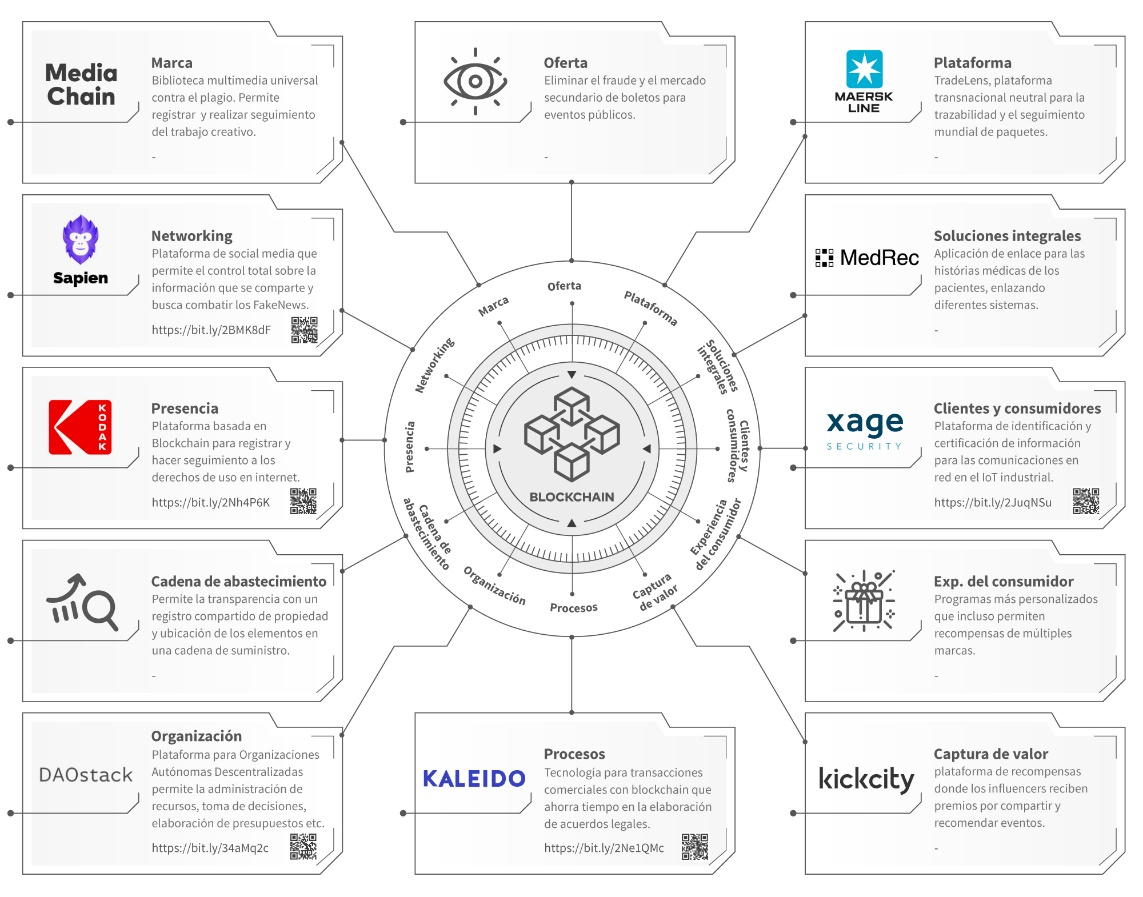 Media
Chain
Marca
Biblioteca multimedia universal
contra el plagio. Permite
registrar y realizar seguimiento
del trabajo creativo.
-
Oferta
Eliminar el fraude y el mercado
secundario de boletos para
eventos públicos.
-
MAERSK
LINE
Plataforma
TradeLens, plataforma
transnacional neutral para la
trazabilidad y el seguimiento
mundial de paquetes.
-
Sapien
Networking
Plataforma de social media que
permite el control total sobre la
información que se comparte y
busca combatir los FakeNews.
https://bit.ly/2BMK8dF
MedRec
Soluciones integrales
Aplicación de enlace para las
histórias médicas de los
pacientes, enlazando
diferentes sistemas.
-
KODAK
Presencia
Plataforma basada en
Blockchain para registrar y
hacer seguimiento a los
derechos de uso en internet.
https://bit.ly/2Nh4P6K
xage
SECURITY
Clientes y consumidores
Plataforma de identificación y
certificación de información
para las comunicaciones en
red en el IoT industrial.
https://bit.ly/2JuqNSu
Cadena de abastecimiento
Permite la transparencia con un
registro compartido de propiedad
y ubicación de los elementos en
una cadena de suministro.
-
Exp. del consumidor
Programas más personalizados
que incluso permiten
recompensas de múltiples
marcas.
-
DAOstack
Organización
Plataforma para Organizaciones
Autónomas Descentralizadas
permite la administración de
recursos, toma de decisiones,
elaboración de presupuestos etc.
https://bit.ly/34aMq2c
KALEIDO
Procesos
Tecnología para transacciones
comerciales con blockchain que
ahorra tiempo en la elaboración
de acuerdos legales.
https://bit.ly/2Ne1QMc
kickcity
Captura de valor
plataforma de recompensas
donde los influencers reciben
premios por compartir y
recomendar eventos.
-
Oferta
Plataforma
Soluciones
integrales
Clientes y
consumidores
Experiencia
del consumidor
Captura
de valor
Procesos
Organización
Cadena de
abastecimiento
Presencia
Networking
Marca
BLOCKCHAIN